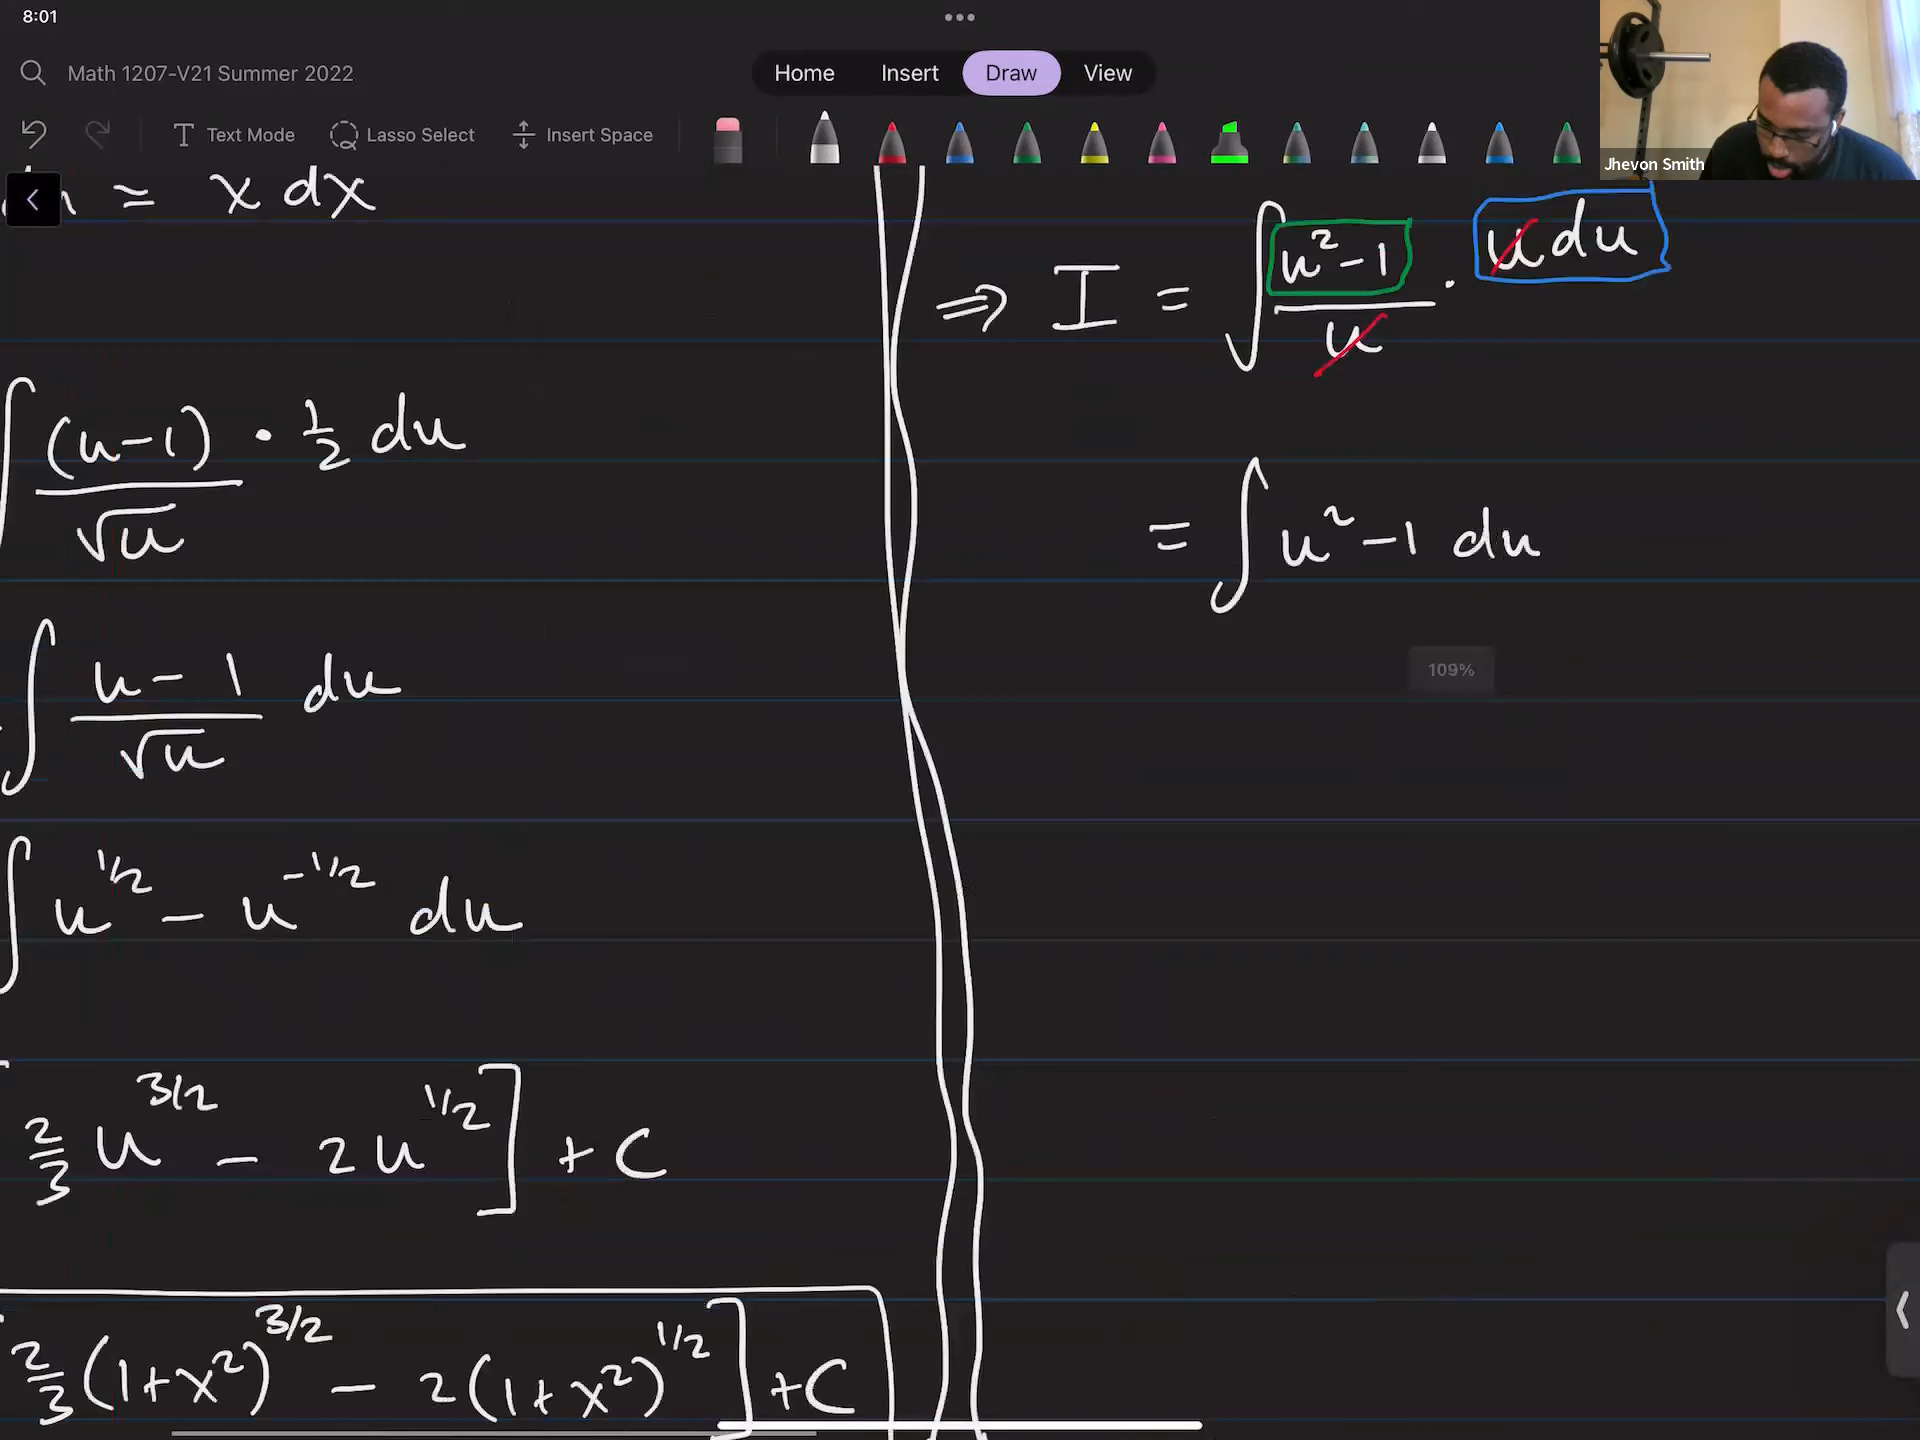 8:01
Math 1207-V21 Summer 2022
Home Insert Draw View
Text Mode Lasso Select Insert Space
Jhevon Smith
= x dx
∫ (u-1)/√u · 1/2 du
∫ u-1/√u du
∫ u^1/2 - u^-1/2 du
2/3 u^3/2 - 2u^1/2 ] + C
2/3 (1+x²)^3/2 - 2(1+x²)^1/2 ] + C
⇒ I = ∫ u²-1/u · u du
= ∫ u²-1 du
109%